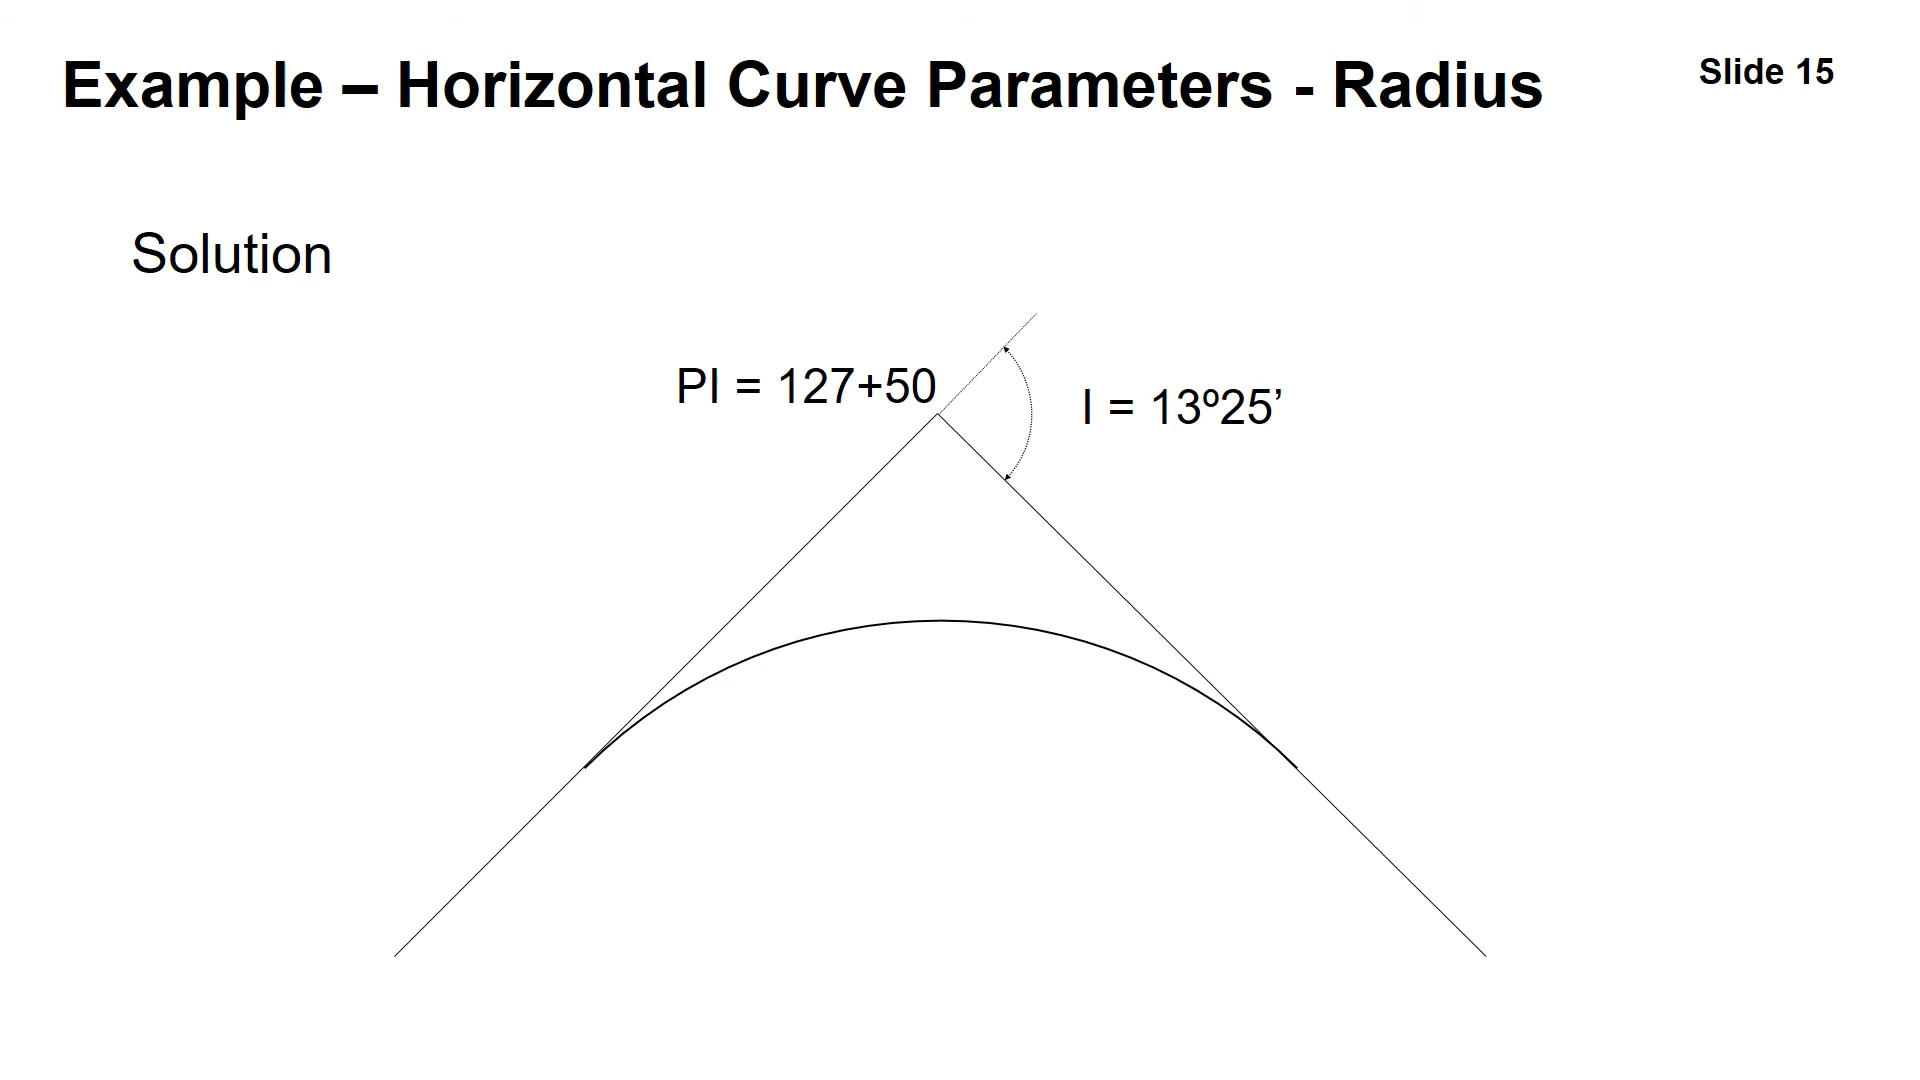 Example – Horizontal Curve Parameters - Radius
Slide 15
Solution
PI = 127+50
I = 13º25’